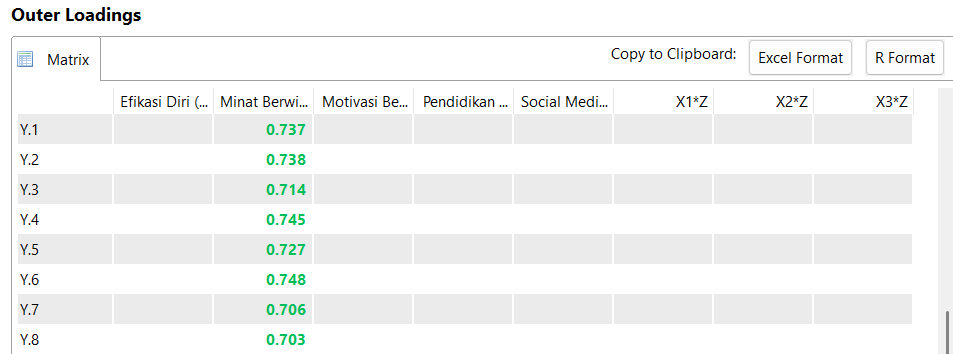 Outer Loadings
Matrix Copy to Clipboard: Excel Format R Format
Efikasi Diri (... Minat Berwi... Motivasi Be... Pendidikan ... Social Medi... X1*Z X2*Z X3*Z
Y.1 0.737
Y.2 0.738
Y.3 0.714
Y.4 0.745
Y.5 0.727
Y.6 0.748
Y.7 0.706
Y.8 0.703